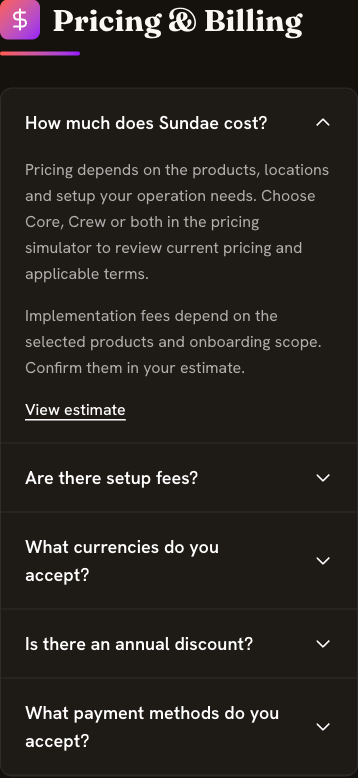 $ Pricing & Billing
How much does Sundae cost?
Pricing depends on the products, locations
and setup your operation needs. Choose
Core, Crew or both in the pricing
simulator to review current pricing and
applicable terms.
Implementation fees depend on the
selected products and onboarding scope.
Confirm them in your estimate.
View estimate
Are there setup fees?
What currencies do you
accept?
Is there an annual discount?
What payment methods do you
accept?